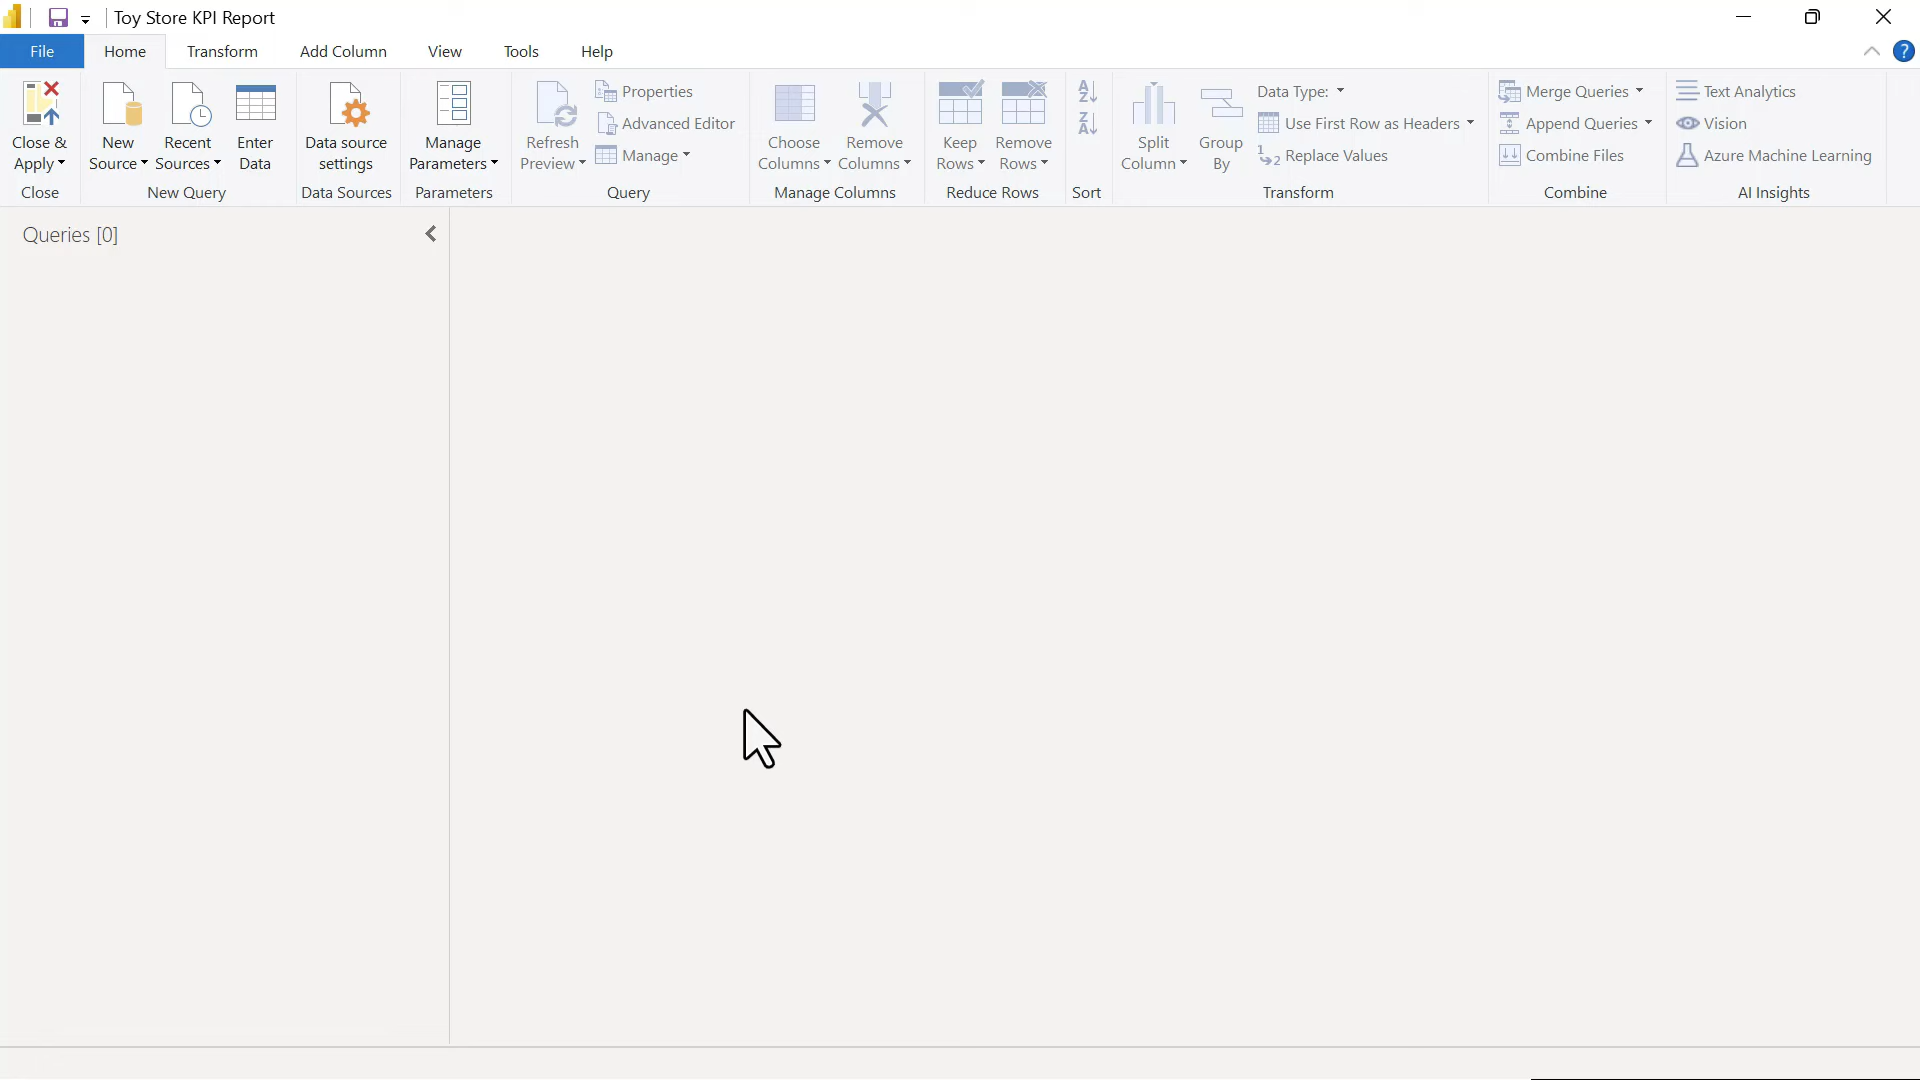 Toy Store KPI Report
File Home Transform Add Column View Tools Help
?
Close & Apply
Close
New Source
Recent Sources
Enter Data
New Query
Data source settings
Data Sources
Manage Parameters
Parameters
Refresh Preview
Properties
Advanced Editor
Manage
Query
Choose Columns
Remove Columns
Manage Columns
Keep Rows
Remove Rows
Reduce Rows
A
Z
Z
A
Sort
Split Column
Group By
Data Type:
Use First Row as Headers
1
2
Replace Values
Transform
Merge Queries
Append Queries
Combine Files
Combine
Text Analytics
Vision
Azure Machine Learning
AI Insights
Queries [0]